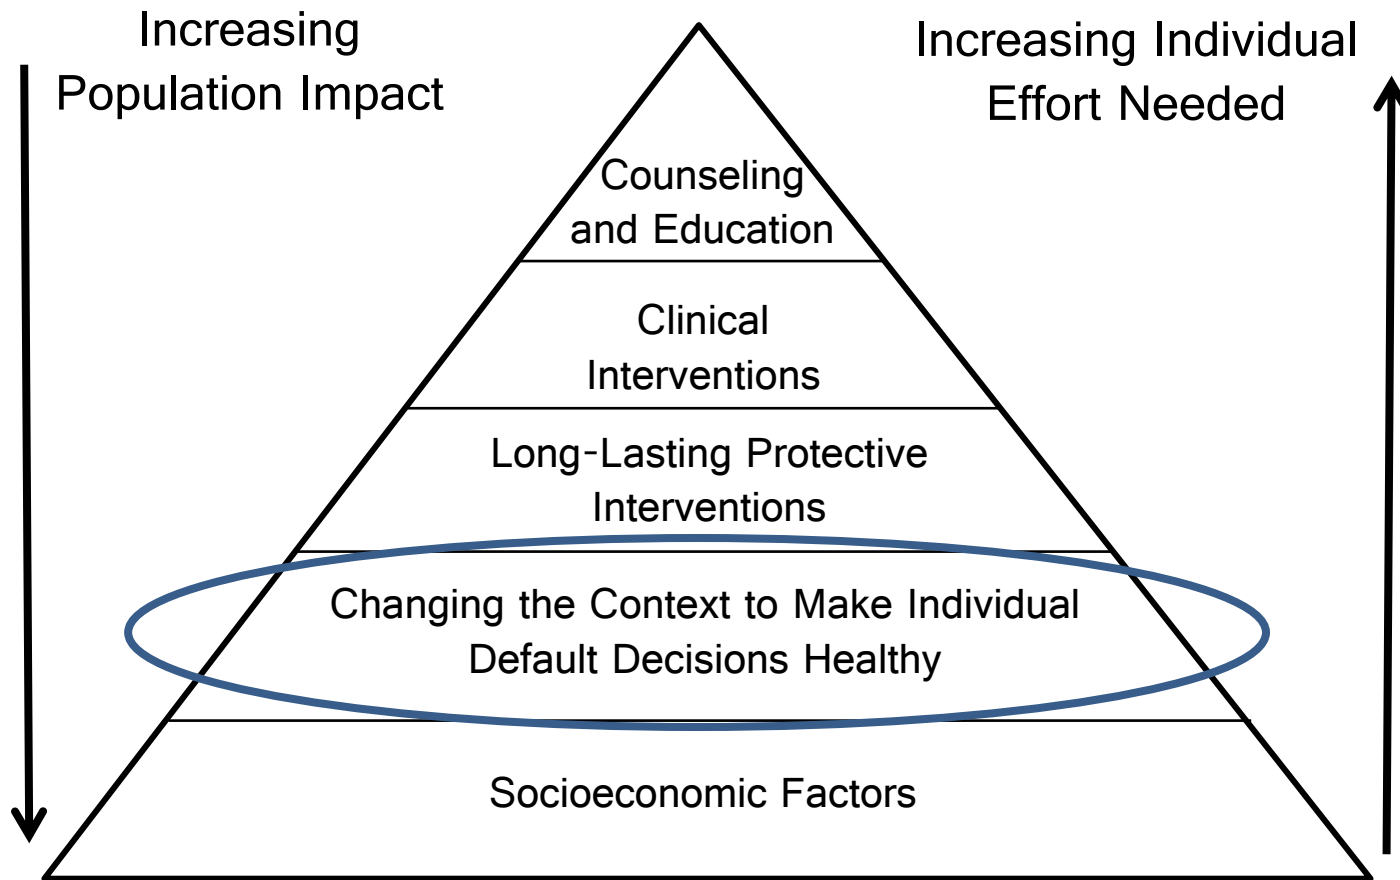 Increasing
Population Impact
Increasing Individual
Effort Needed
Counseling
and Education
Clinical
Interventions
Long-Lasting Protective
Interventions
Changing the Context to Make Individual
Default Decisions Healthy
Socioeconomic Factors